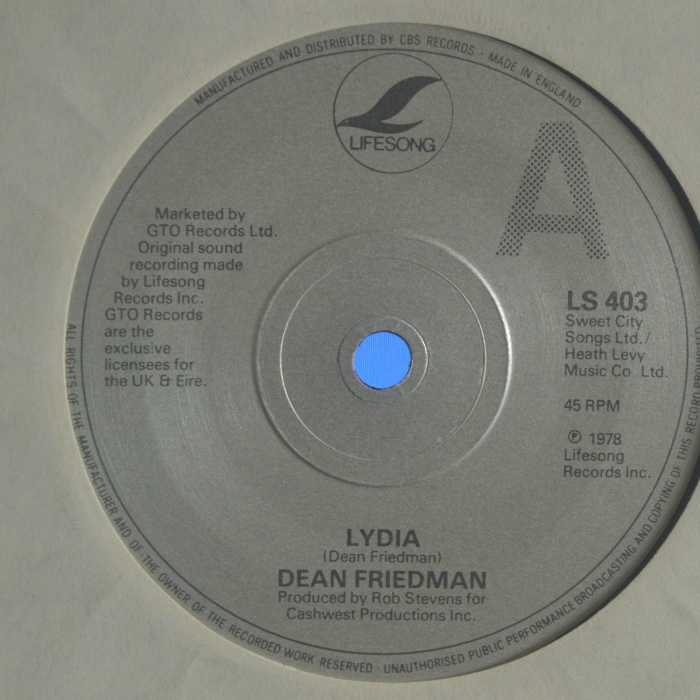 MANUFACTURED AND DISTRIBUTED BY CBS RECORDS · MADE IN ENGLAND
LIFESONG
A
Marketed by
GTO Records Ltd.
Original sound
recording made
by Lifesong
Records Inc.
GTO Records
are the
exclusive
licensees for
the UK & Eire.
LS 403
Sweet City
Songs Ltd./
Heath Levy
Music Co. Ltd.
45 RPM
℗ 1978
Lifesong
Records Inc.
LYDIA
(Dean Friedman)
DEAN FRIEDMAN
Produced by Rob Stevens for
Cashwest Productions Inc.
ALL RIGHTS OF THE MANUFACTURER AND OF THE OWNER OF THE RECORDED WORK RESERVED · UNAUTHORISED PUBLIC PERFORMANCE BROADCASTING AND COPYING OF THIS RECORD PROHIBITED